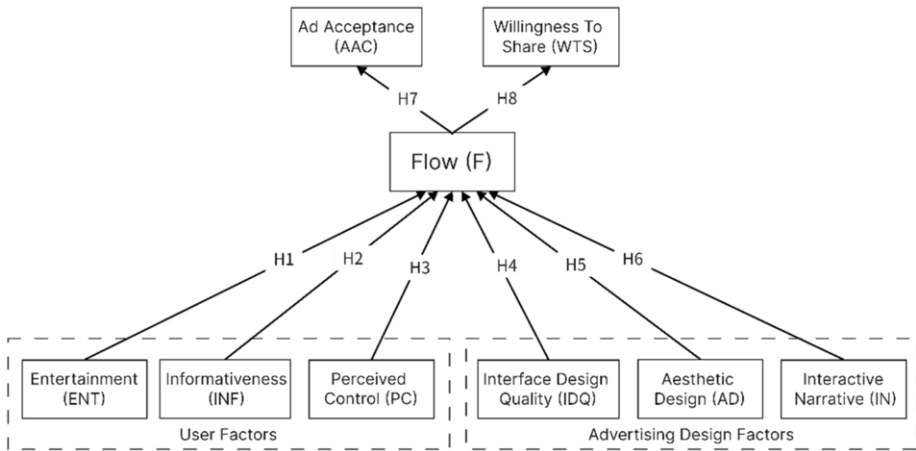 Ad Acceptance
(AAC)
Willingness To
Share (WTS)
H7
H8
Flow (F)
H1
H2
H3
H4
H5
H6
Entertainment
(ENT)
Informativeness
(INF)
Perceived
Control (PC)
Interface Design
Quality (IDQ)
Aesthetic
Design (AD)
Interactive
Narrative (IN)
User Factors
Advertising Design Factors